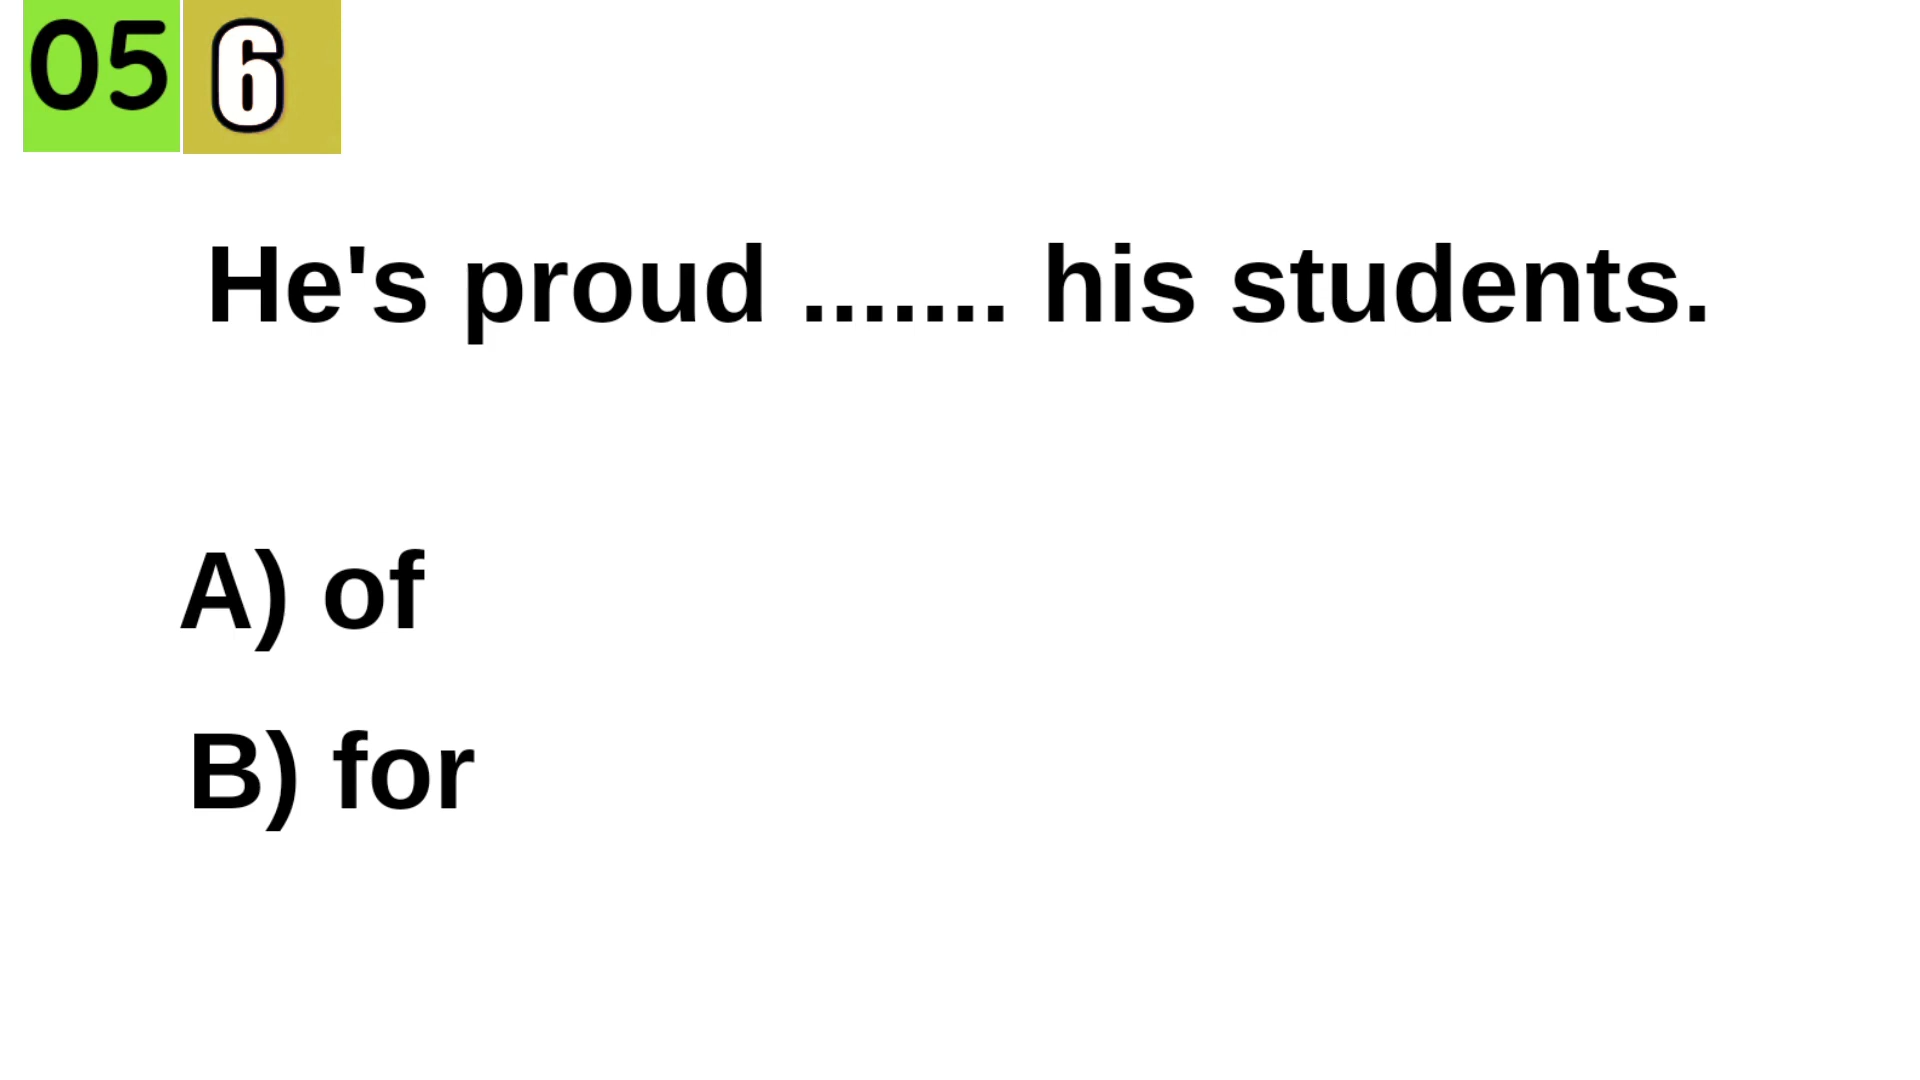 05 6
He's proud ....... his students.
A) of
B) for